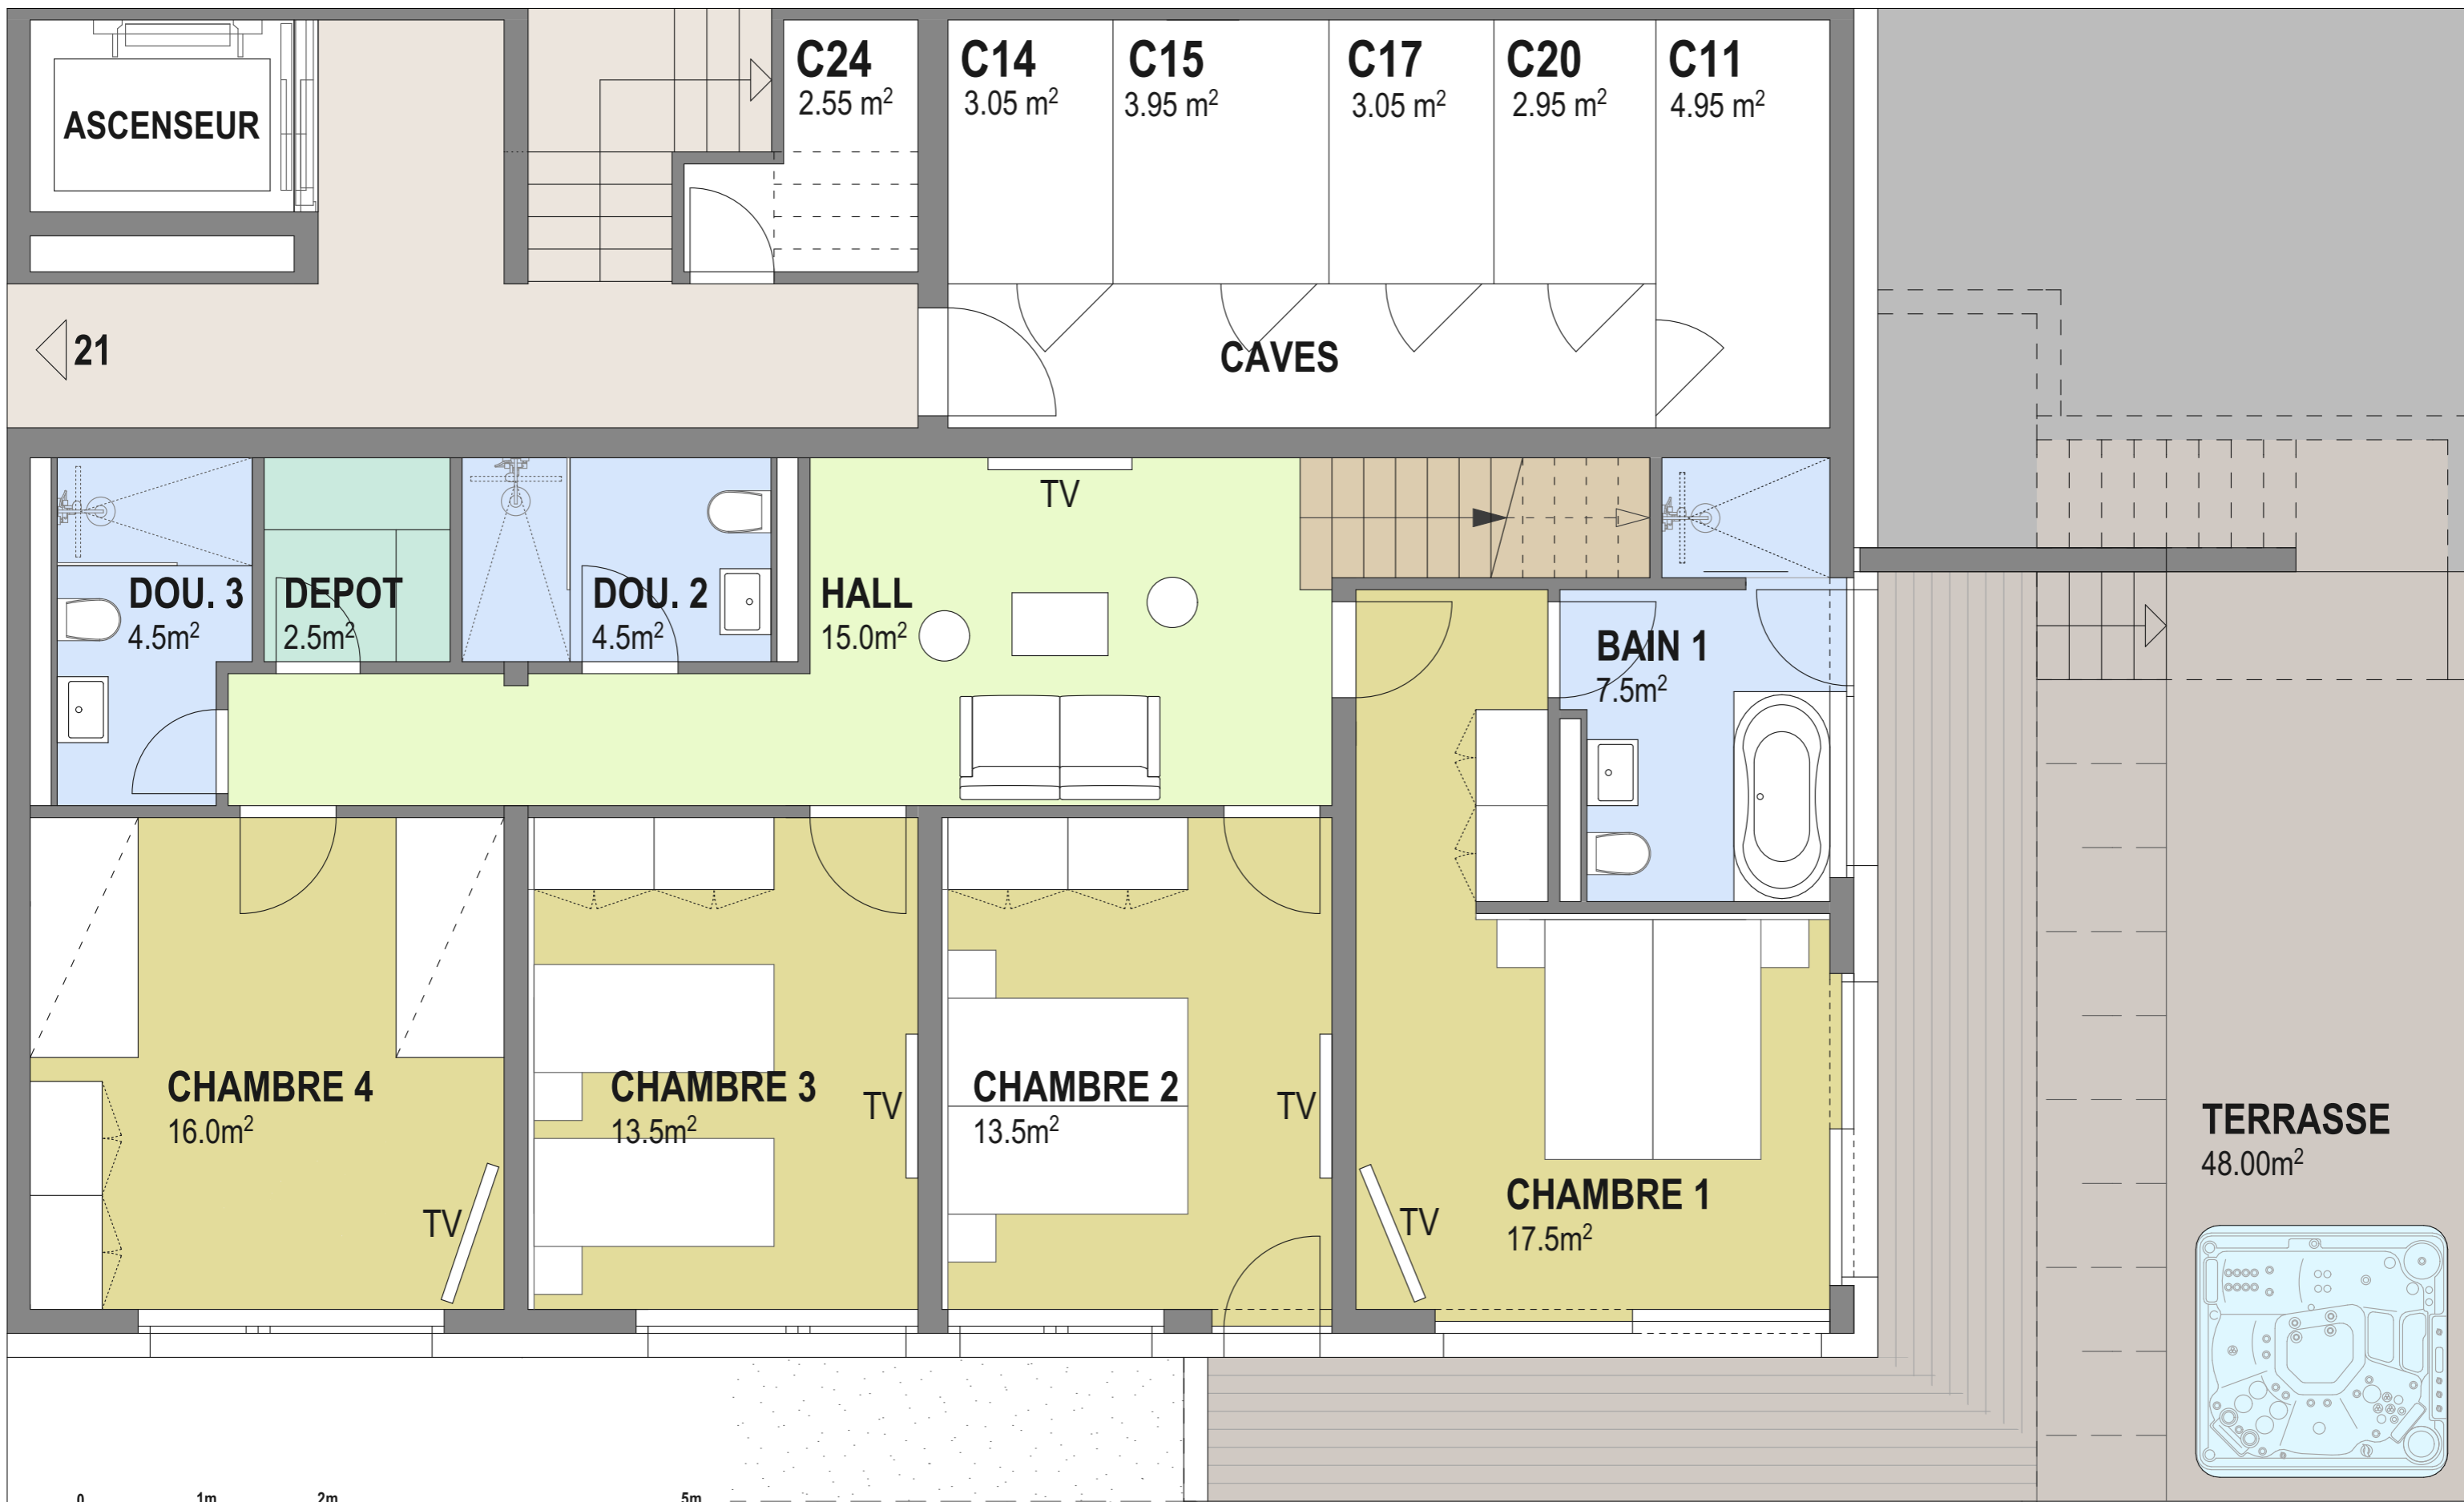 ASCENSEUR
C24
2.55 m²
C14
3.05 m²
C15
3.95 m²
C17
3.05 m²
C20
2.95 m²
C11
4.95 m²
21
CAVES
TV
DOU. 3
4.5m²
DEPOT
2.5m²
DOU. 2
4.5m²
HALL
15.0m²
BAIN 1
7.5m²
CHAMBRE 4
16.0m²
TV
CHAMBRE 3
13.5m²
TV
CHAMBRE 2
13.5m²
TV
CHAMBRE 1
17.5m²
TV
TERRASSE
48.00m²
0 1m 2m 5m